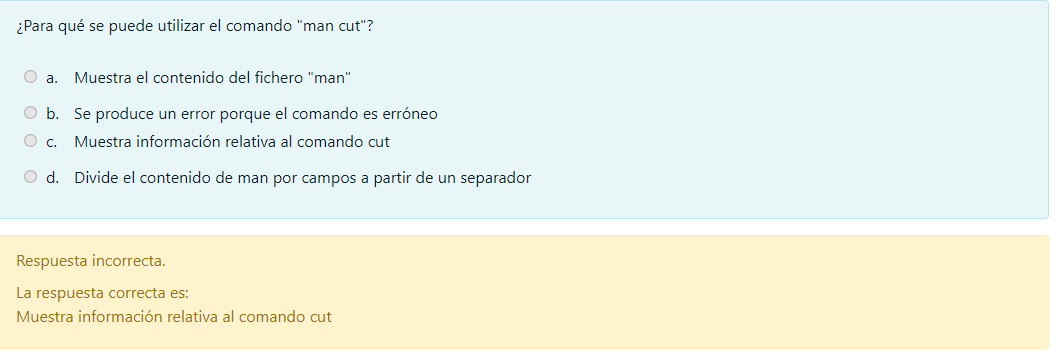 ¿Para qué se puede utilizar el comando "man cut"?
a. Muestra el contenido del fichero "man"
b. Se produce un error porque el comando es erróneo
c. Muestra información relativa al comando cut
d. Divide el contenido de man por campos a partir de un separador
Respuesta incorrecta.
La respuesta correcta es:
Muestra información relativa al comando cut